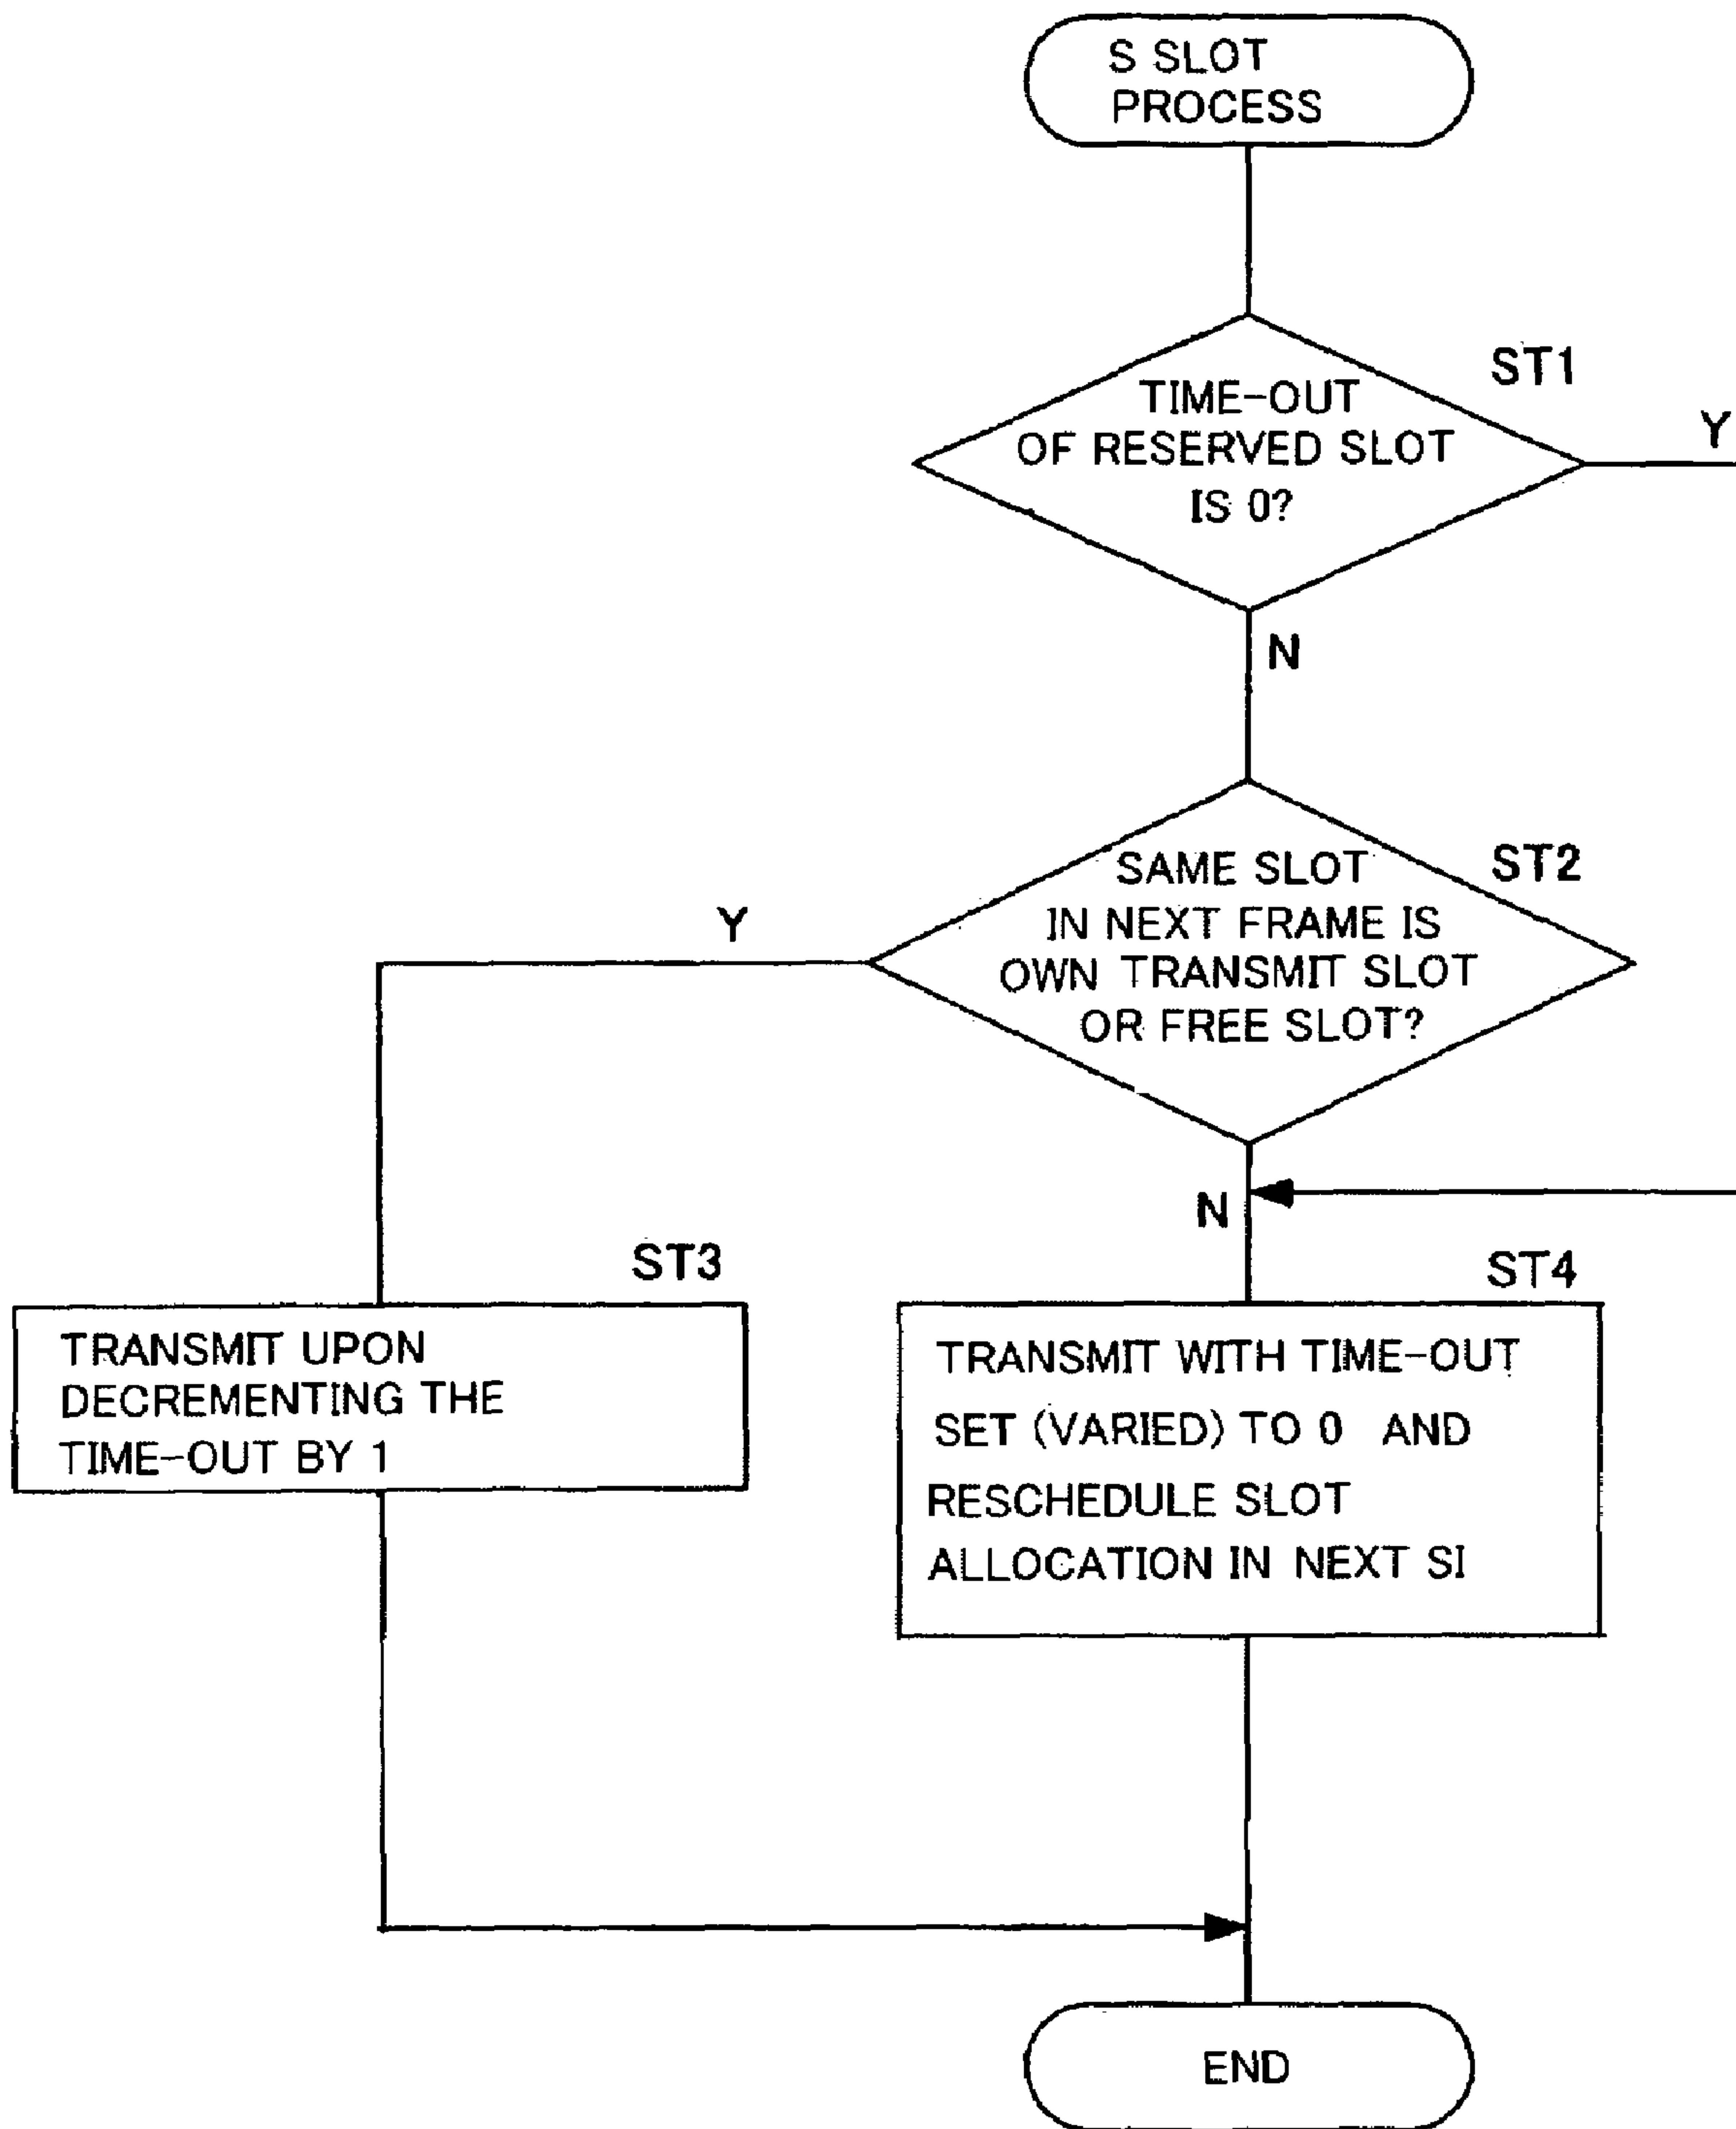 S SLOT
PROCESS
ST1
TIME-OUT
OF RESERVED SLOT
IS 0?
Y
N
ST2
SAME SLOT
IN NEXT FRAME IS
OWN TRANSMIT SLOT
OR FREE SLOT?
Y
N
ST3
TRANSMIT UPON
DECREMENTING THE
TIME-OUT BY 1
ST4
TRANSMIT WITH TIME-OUT
SET (VARIED) TO 0 AND
RESCHEDULE SLOT
ALLOCATION IN NEXT SI
END